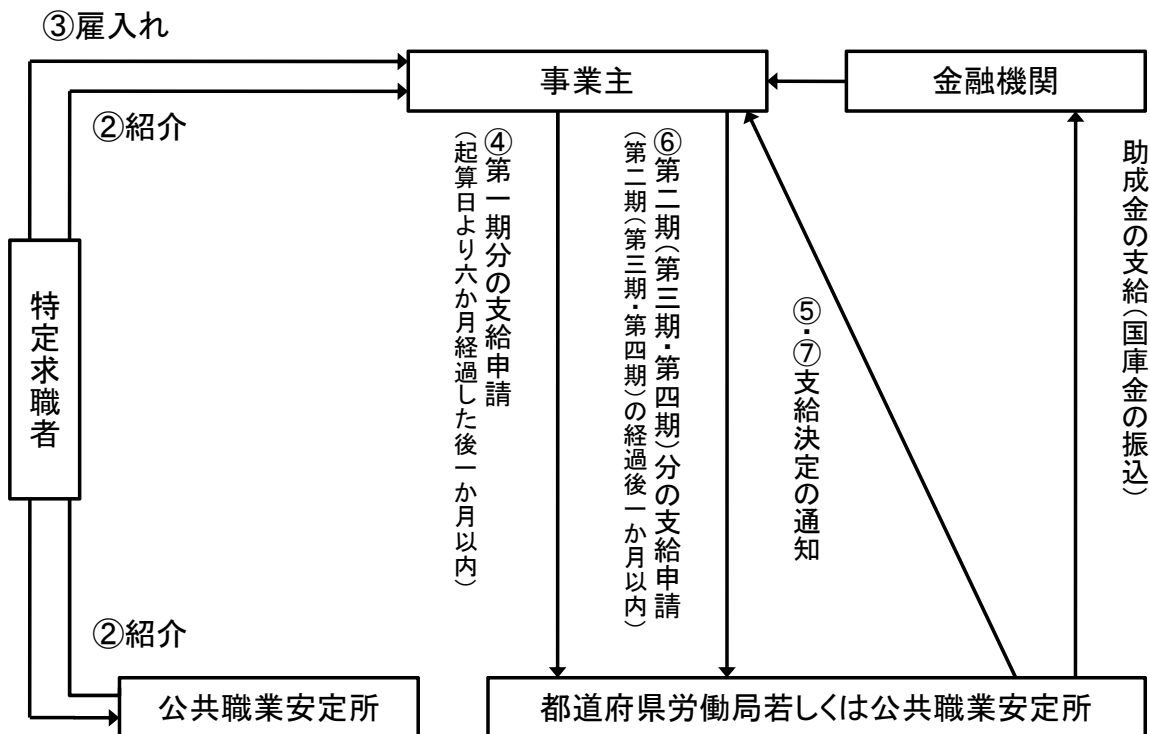 ③雇入れ
事業主
金融機関
②紹介
④第一期分の支給申請
(起算日より六か月経過した後一か月以内)
⑥第二期(第三期・第四期)分の支給申請
(第二期(第三期・第四期)の経過後一か月以内)
⑤・⑦支給決定の通知
助成金の支給(国庫金の振込)
特定求職者
②紹介
公共職業安定所
都道府県労働局若しくは公共職業安定所